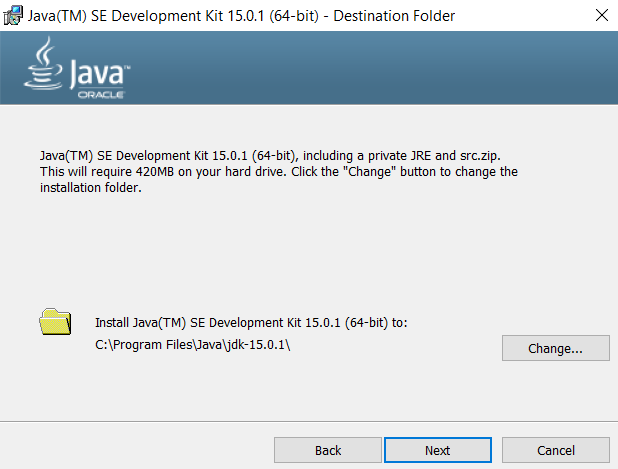 Java(TM) SE Development Kit 15.0.1 (64-bit) - Destination Folder
Java™
ORACLE
Java(TM) SE Development Kit 15.0.1 (64-bit), including a private JRE and src.zip.
This will require 420MB on your hard drive. Click the "Change" button to change the
installation folder.
Install Java(TM) SE Development Kit 15.0.1 (64-bit) to:
C:\Program Files\Java\jdk-15.0.1\
Change...
Back
Next
Cancel